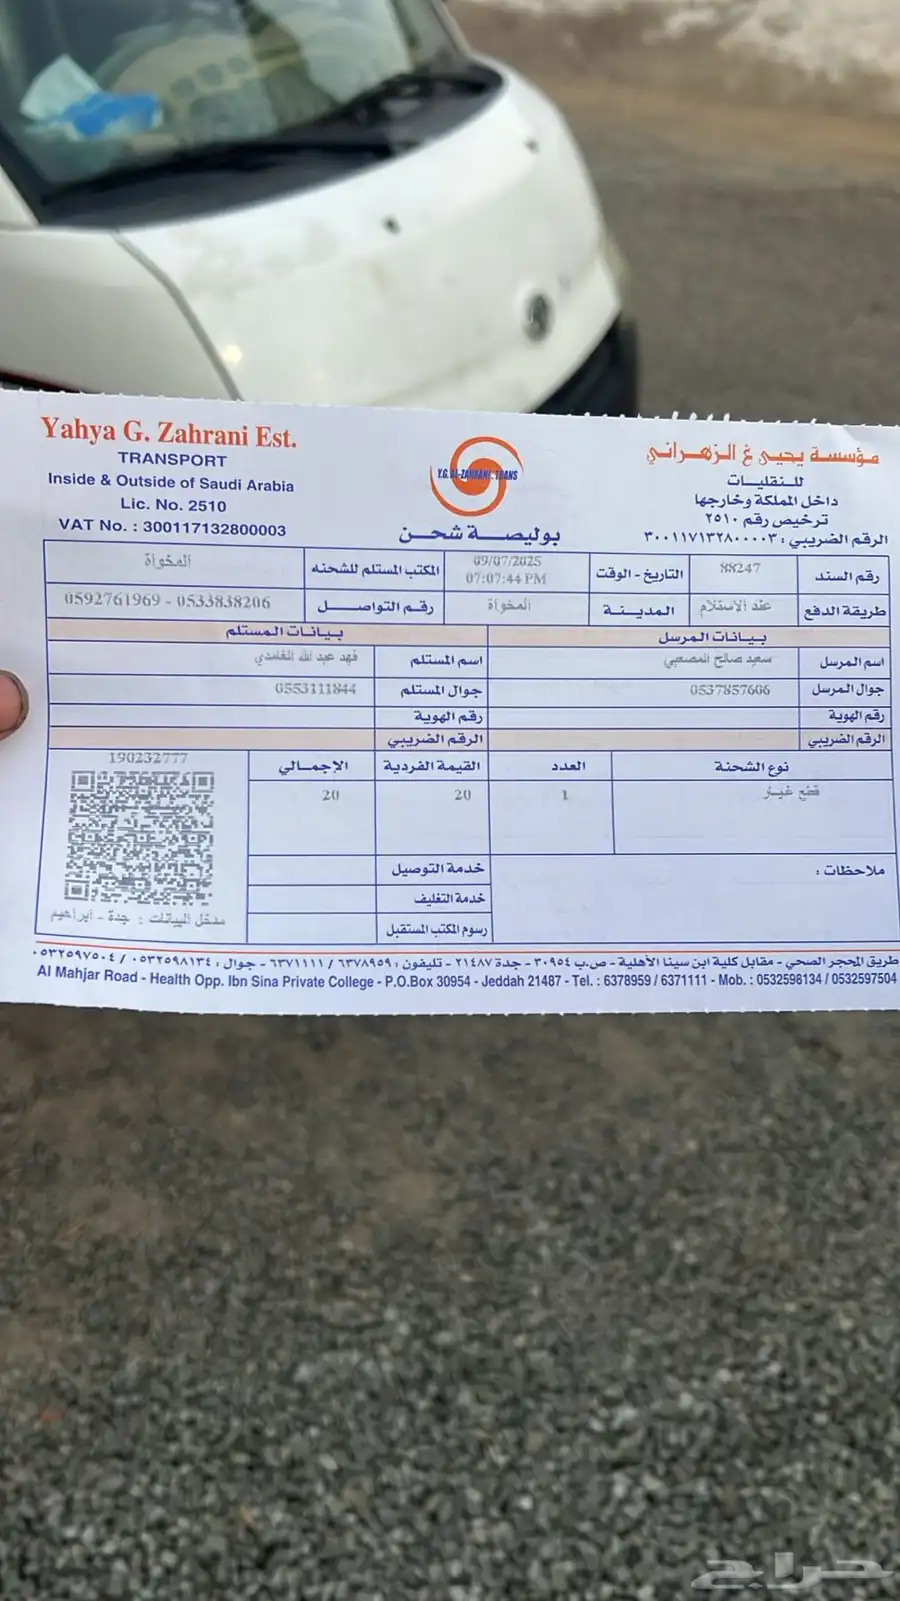 Yahya G. Zahrani Est.
TRANSPORT
Inside & Outside of Saudi Arabia
Lic. No. 2510
VAT No. : 300117132800003
Y.G. AL-ZAHRANI. TRANS
بوليصة شحن
مؤسسة يحيى غ الزهراني
للنقليات
داخل المملكة وخارجها
ترخيص رقم ٢٥١٠
الرقم الضريبي : ٣٠٠١١٧١٣٢٨٠٠٠٠٣
رقم السند 88247 التاريخ - الوقت 09/07/2025 07:07:44 PM المكتب المستلم للشحنه المخواة
طريقة الدفع عند الاستلام المدينة المخواة رقم التواصل 0592761969 - 0533838206
بيانات المرسل بيانات المستلم
اسم المرسل سعيد صالح المصعبي اسم المستلم فهد عبد الله الغامدي
جوال المرسل 0537857606 جوال المستلم 0553111844
رقم الهوية رقم الهوية
الرقم الضريبي الرقم الضريبي
نوع الشحنة العدد القيمة الفردية الإجمالي 190232777
قطع غيار 1 20 20
ملاحظات : خدمة التوصيل
خدمة التغليف
رسوم المكتب المستقبل
مدخل البيانات : جدة - ابراهيم
طريق المحجر الصحي - مقابل كلية ابن سينا الأهلية - ص.ب ٣٠٩٥٤ - جدة ٢١٤٨٧ - تليفون : ٦٣٧٨٩٥٩ / ٦٣٧١١١١ - جوال : ٠٥٣٢٥٩٨١٣٤ / ٠٥٣٢٥٩٧٥٠٤
Al Mahjar Road - Health Opp. Ibn Sina Private College - P.O.Box 30954 - Jeddah 21487 - Tel. : 6378959 / 6371111 - Mob. : 0532598134 / 0532597504
حراج